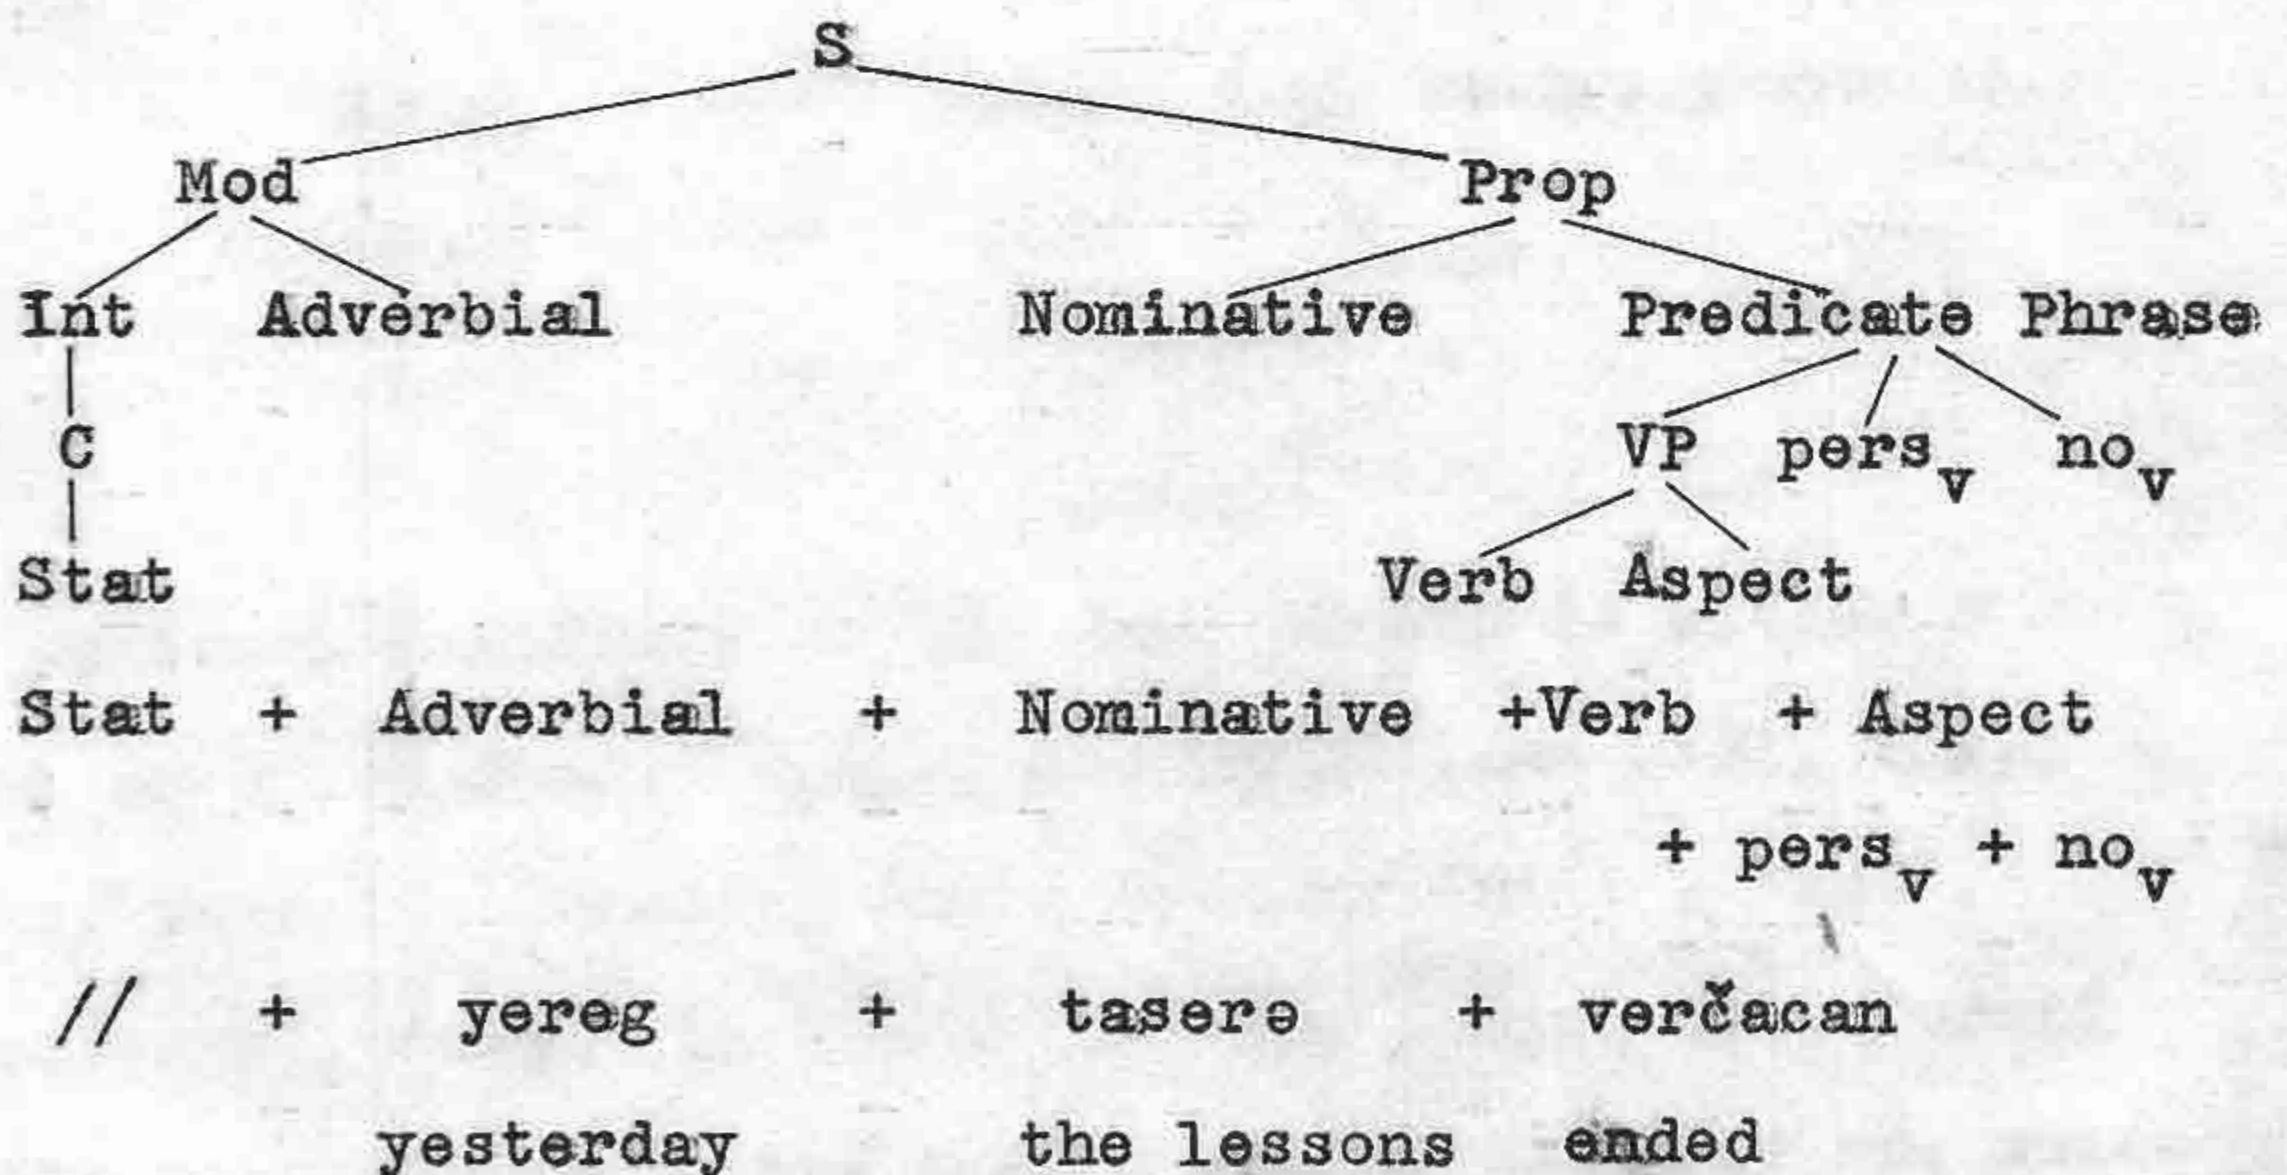 S
Mod Prop
Int Adverbial Nominative Predicate Phrase
C VP pers_v no_v
Stat Verb Aspect
Stat + Adverbial + Nominative +Verb + Aspect
+ pers_v + no_v
// + yereg + taserə + verčacan
yesterday the lessons ended